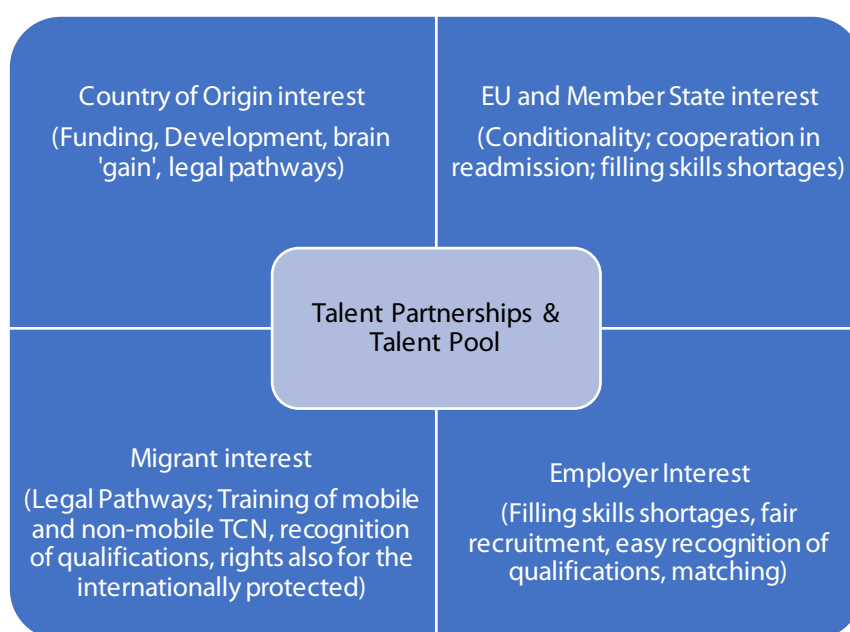 Country of Origin interest
(Funding, Development, brain
'gain', legal pathways)
EU and Member State interest
(Conditionality; cooperation in
readmission; filling skills shortages)
Talent Partnerships &
Talent Pool
Migrant interest
(Legal Pathways; Training of mobile
and non-mobile TCN, recognition
of qualifications, rights also for the
internationally protected)
Employer Interest
(Filling skills shortages, fair
recruitment, easy recognition of
qualifications, matching)